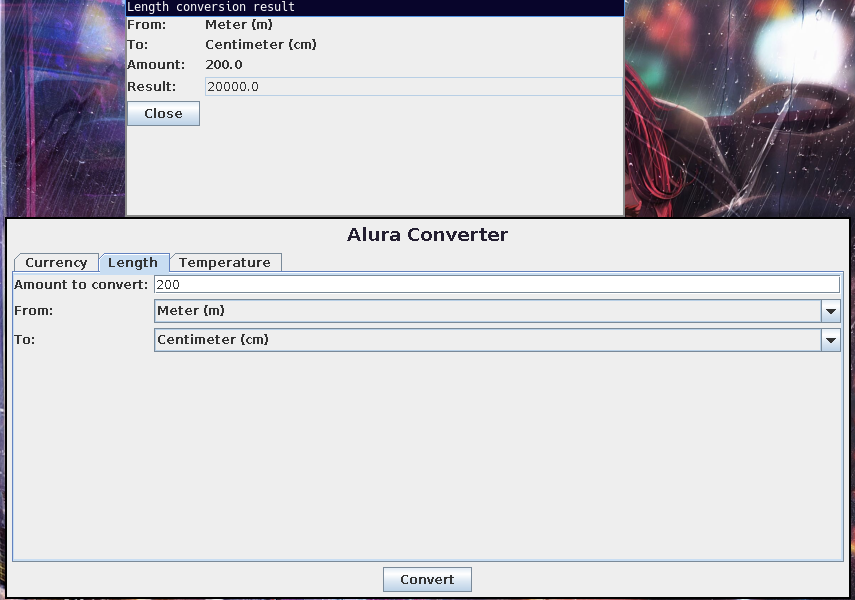 Length conversion result
From: Meter (m)
To: Centimeter (cm)
Amount: 200.0
Result: 20000.0
Close
Alura Converter
Currency Length Temperature
Amount to convert: 200
From: Meter (m)
To: Centimeter (cm)
Convert